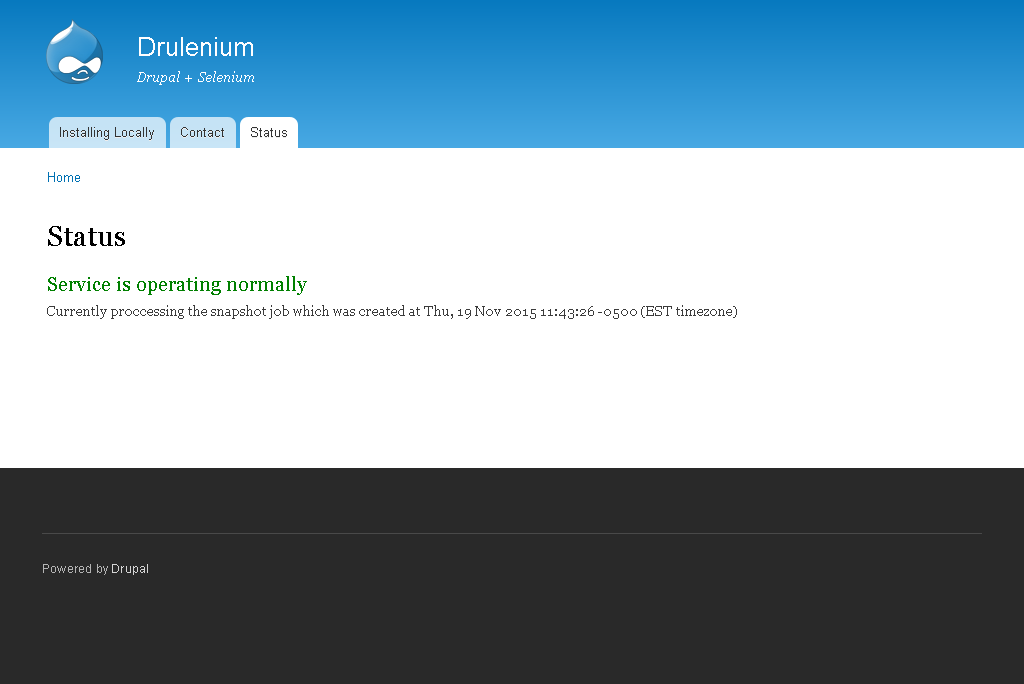 Drulenium
Drupal + Selenium
Installing Locally
Contact
Status
Home
Status
Service is operating normally
Currently proccessing the snapshot job which was created at Thu, 19 Nov 2015 11:43:26 -0500 (EST timezone)
Powered by Drupal